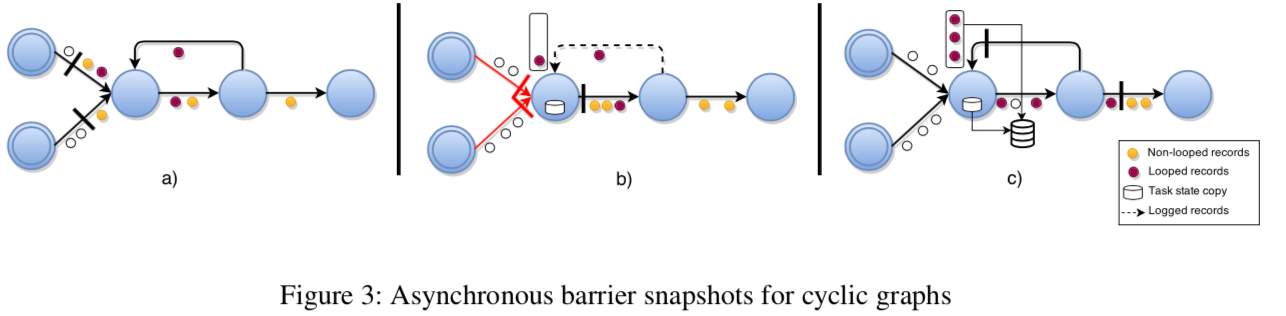 a)
b)
c)
Non-looped records
Looped records
Task state copy
Logged records
Figure 3: Asynchronous barrier snapshots for cyclic graphs